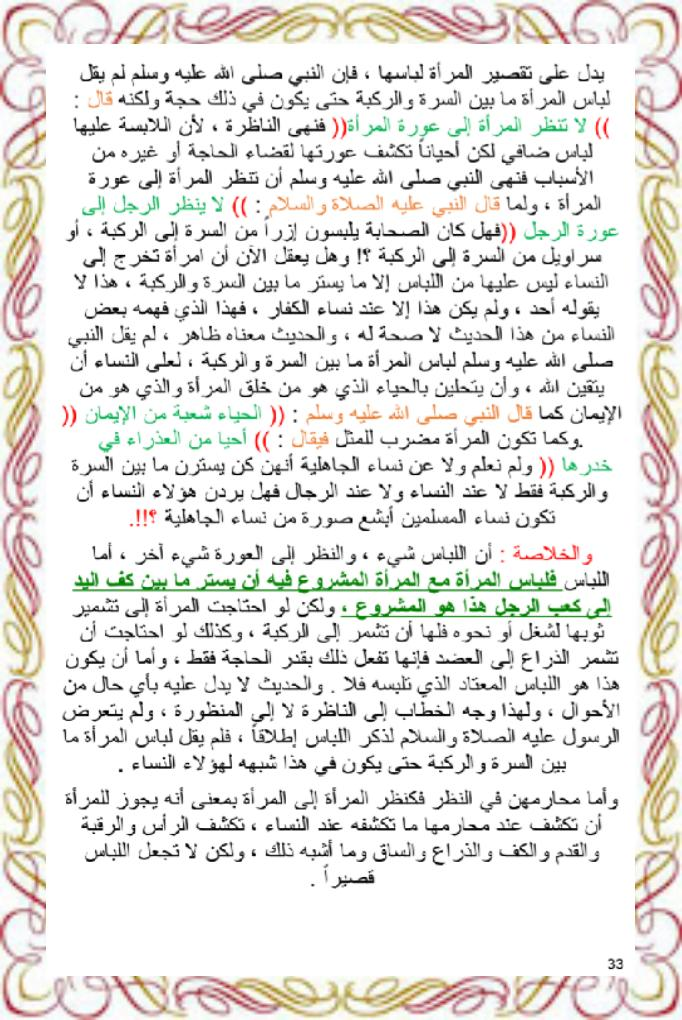 يدل على تقصير المرأة لباسها ، فإن النبي صلى الله عليه وسلم لم يقل
لباس المرأة ما بين السرة والركبة حتى يكون في ذلك حجة ولكنه قال :
(( لا تنظر المرأة إلى عورة المرأة)) فنهى الناظرة ، لأن اللابسة عليها
لباس ضافي لكن أحياناً تكشف عورتها لقضاء الحاجة أو غيره من
الأسباب فنهى النبي صلى الله عليه وسلم أن تنظر المرأة إلى عورة
المرأة ، ولما قال النبي عليه الصلاة والسلام : (( لا ينظر الرجل إلى
عورة الرجل ))فهل كان الصحابة يلبسون إزراً من السرة إلى الركبة ، أو
سراويل من السرة إلى الركبة ؟! وهل يعقل الآن أن امرأة تخرج إلى
النساء ليس عليها من اللباس إلا ما يستر ما بين السرة والركبة ، هذا لا
يقوله أحد ، ولم يكن هذا إلا عند نساء الكفار ، فهذا الذي فهمه بعض
النساء من هذا الحديث لا صحة له ، والحديث معناه ظاهر ، لم يقل النبي
صلى الله عليه وسلم لباس المرأة ما بين السرة والركبة ، لعلى النساء أن
يتقين الله ، وأن يتحلين بالحياء الذي هو من خلق المرأة والذي هو من
الإيمان كما قال النبي صلى الله عليه وسلم : (( الحياء شعبة من الإيمان ))
.وكما تكون المرأة مضرب للمثل فيقال : (( أحيا من العذراء في
خدرها )) ولم نعلم ولا عن نساء الجاهلية أنهن كن يسترن ما بين السرة
والركبة فقط لا عند النساء ولا عند الرجال فهل يردن هؤلاء النساء أن
تكون نساء المسلمين أبشع صورة من نساء الجاهلية ؟!!.
والخلاصة : أن اللباس شيء ، والنظر إلى العورة شيء آخر ، أما
اللباس فلباس المرأة مع المرأة المشروع فيه أن يستر ما بين كف اليد
إلى كعب الرجل هذا هو المشروع ، ولكن لو احتاجت المرأة إلى تشمير
ثوبها لشغل أو نحوه فلها أن تشمر إلى الركبة ، وكذلك لو احتاجت أن
تشمر الذراع إلى العضد فإنها تفعل ذلك بقدر الحاجة فقط ، وأما أن يكون
هذا هو اللباس المعتاد الذي تلبسه فلا . والحديث لا يدل عليه بأي حال من
الأحوال ، ولهذا وجه الخطاب إلى الناظرة لا إلى المنظورة ، ولم يتعرض
الرسول عليه الصلاة والسلام لذكر اللباس إطلاقاً ، فلم يقل لباس المرأة ما
بين السرة والركبة حتى يكون في هذا شبهه لهؤلاء النساء .
وأما محارمهن في النظر فكنظر المرأة إلى المرأة بمعنى أنه يجوز للمرأة
أن تكشف عند محارمها ما تكشفه عند النساء ، تكشف الرأس والرقبة
والقدم والكف والذراع والساق وما أشبه ذلك ، ولكن لا تجعل اللباس
قصيراً .
33